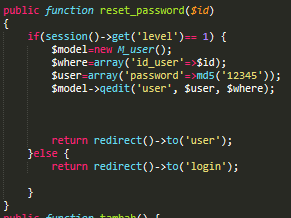 public function reset_password($id)
{
if(session()->get('level')== 1) {
$model=new M_user();
$where=array('id_user'=>$id);
$user=array('password'=>md5('12345'));
$model->qedit('user', $user, $where);
return redirect()->to('user');
}else {
return redirect()->to('login');
}
}
public function tambah() {